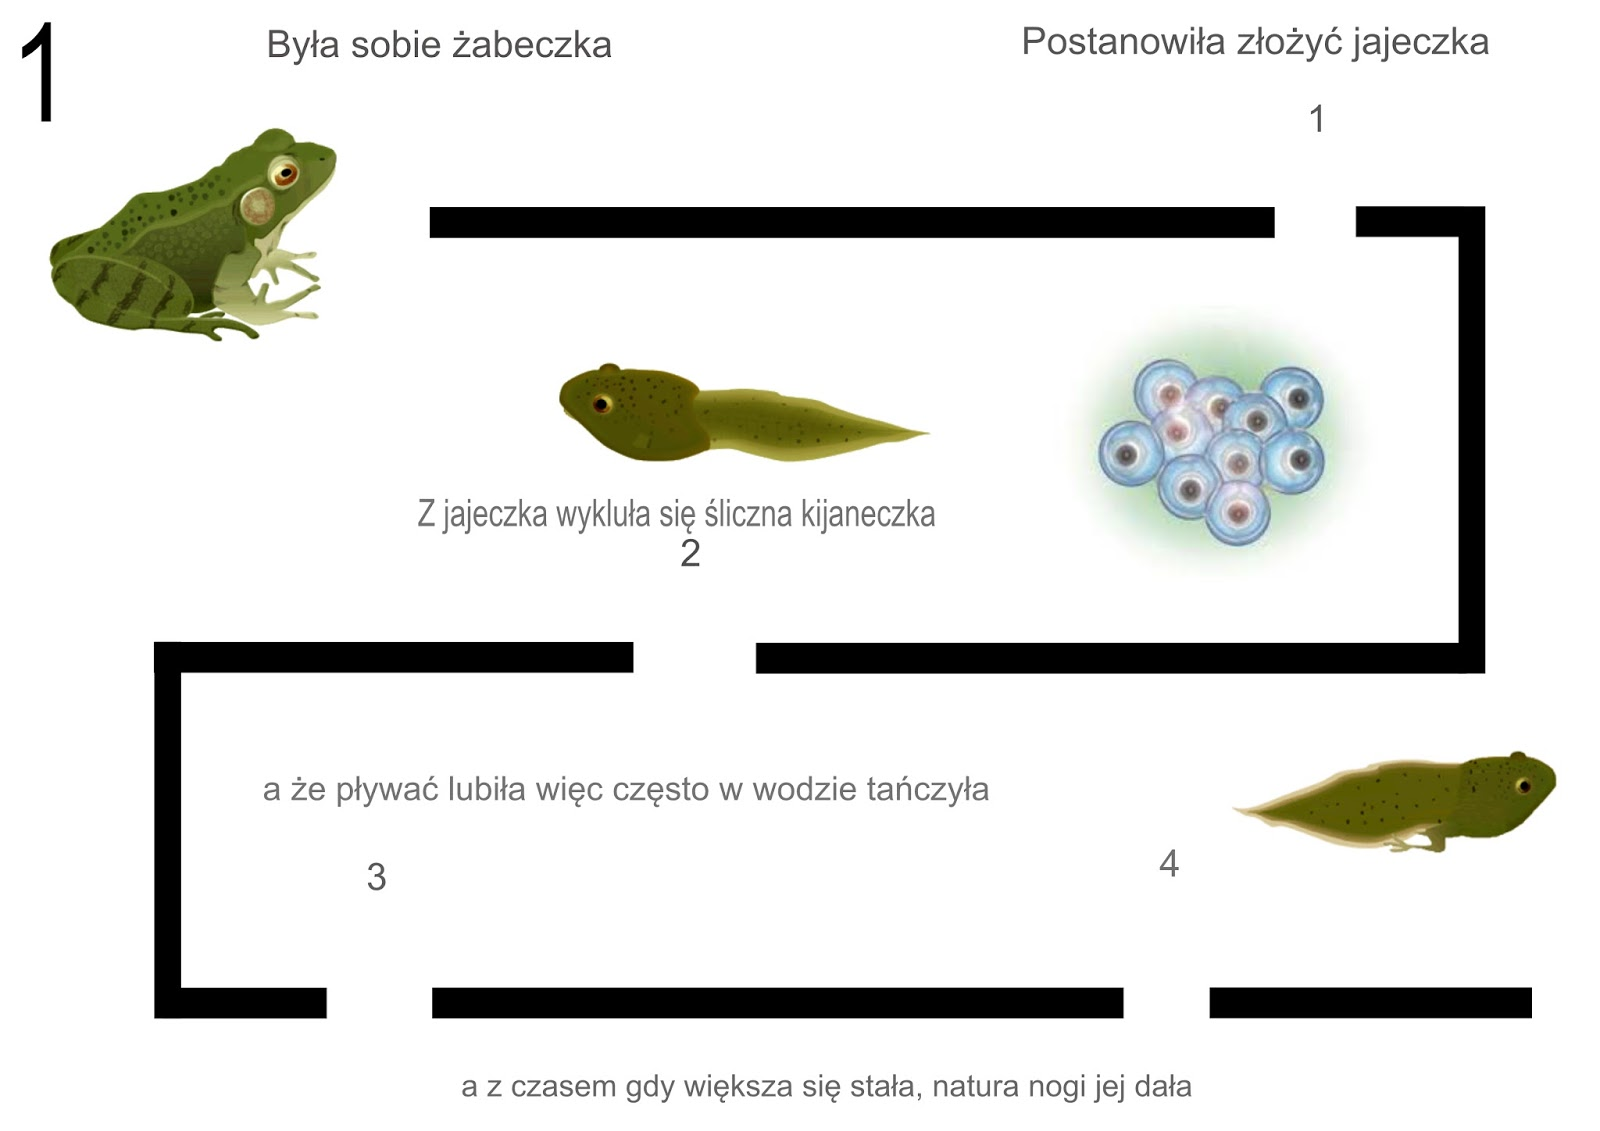 1
Była sobie żabeczka
Postanowiła złożyć jajeczka
1
Z jajeczka wykluła się śliczna kijaneczka
2
a że pływać lubiła więc często w wodzie tańczyła
3
4
a z czasem gdy większa się stała, natura nogi jej dała